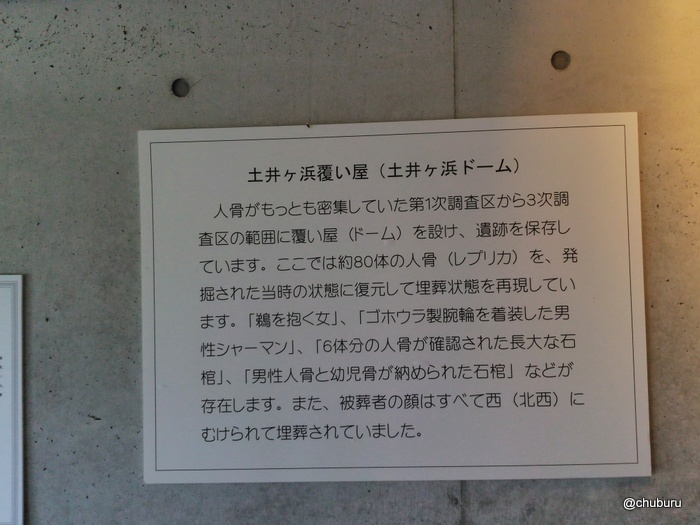 土井ヶ浜覆い屋（土井ヶ浜ドーム）
人骨がもっとも密集していた第1次調査区から3次調
査区の範囲に覆い屋（ドーム）を設け、遺跡を保存し
ています。ここでは約80体の人骨（レプリカ）を、発
掘された当時の状態に復元して埋葬状態を再現してい
ます。「鵜を抱く女」、「ゴホウラ製腕輪を着装した男
性シャーマン」、「6体分の人骨が確認された長大な石
棺」、「男性人骨と幼児骨が納められた石棺」などが
存在します。また、被葬者の顔はすべて西（北西）に
むけられて埋葬されていました。
@chuburu